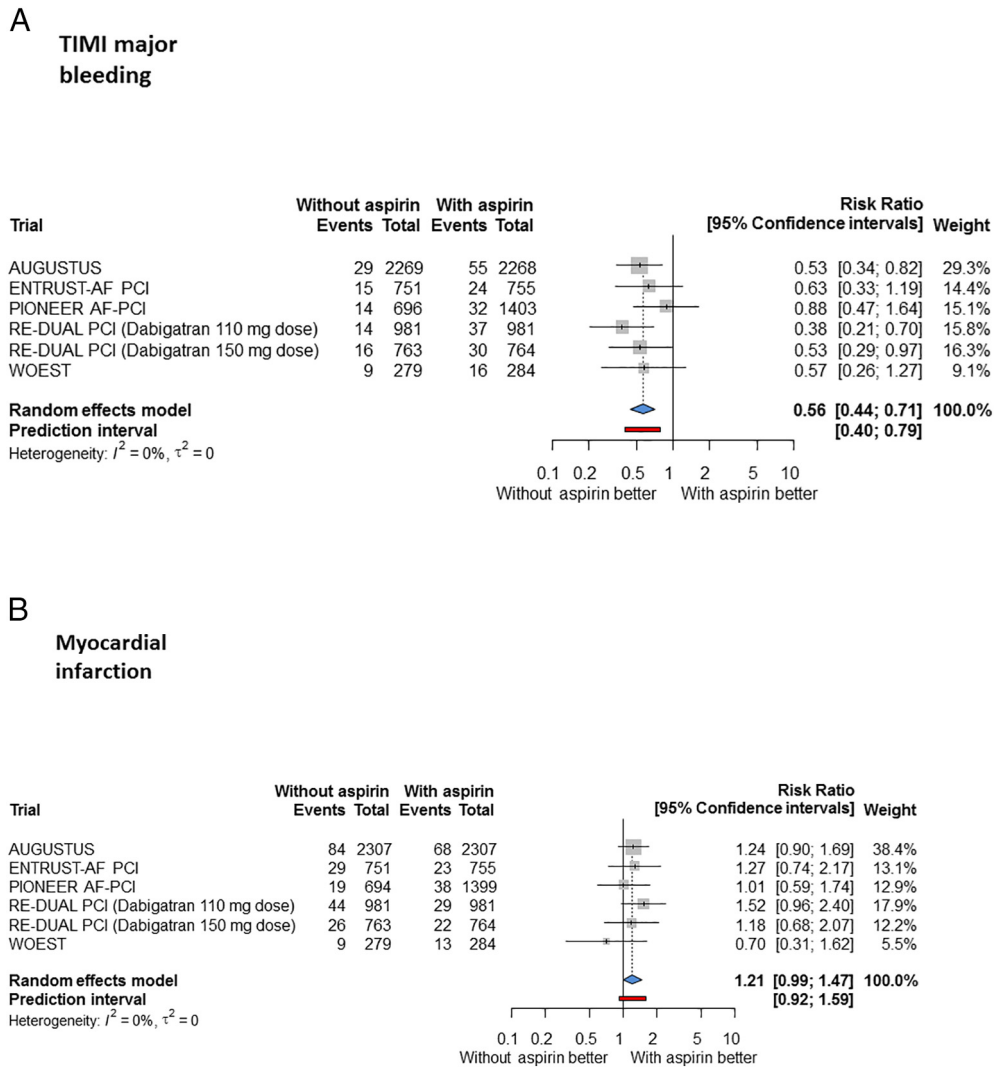 A
TIMI major
bleeding
Without aspirin With aspirin Risk Ratio
Trial Events Total Events Total [95% Confidence intervals] Weight
AUGUSTUS 29 2269 55 2268 0.53 [0.34; 0.82] 29.3%
ENTRUST-AF PCI 15 751 24 755 0.63 [0.33; 1.19] 14.4%
PIONEER AF-PCI 14 696 32 1403 0.88 [0.47; 1.64] 15.1%
RE-DUAL PCI (Dabigatran 110 mg dose) 14 981 37 981 0.38 [0.21; 0.70] 15.8%
RE-DUAL PCI (Dabigatran 150 mg dose) 16 763 30 764 0.53 [0.29; 0.97] 16.3%
WOEST 9 279 16 284 0.57 [0.26; 1.27] 9.1%
Random effects model 0.56 [0.44; 0.71] 100.0%
Prediction interval [0.40; 0.79]
Heterogeneity: I² = 0%, τ² = 0
0.1 0.2 0.5 1 2 5 10
Without aspirin better With aspirin better
B
Myocardial
infarction
Without aspirin With aspirin Risk Ratio
Trial Events Total Events Total [95% Confidence intervals] Weight
AUGUSTUS 84 2307 68 2307 1.24 [0.90; 1.69] 38.4%
ENTRUST-AF PCI 29 751 23 755 1.27 [0.74; 2.17] 13.1%
PIONEER AF-PCI 19 694 38 1399 1.01 [0.59; 1.74] 12.9%
RE-DUAL PCI (Dabigatran 110 mg dose) 44 981 29 981 1.52 [0.96; 2.40] 17.9%
RE-DUAL PCI (Dabigatran 150 mg dose) 26 763 22 764 1.18 [0.68; 2.07] 12.2%
WOEST 9 279 13 284 0.70 [0.31; 1.62] 5.5%
Random effects model 1.21 [0.99; 1.47] 100.0%
Prediction interval [0.92; 1.59]
Heterogeneity: I² = 0%, τ² = 0
0.1 0.2 0.5 1 2 5 10
Without aspirin better With aspirin better